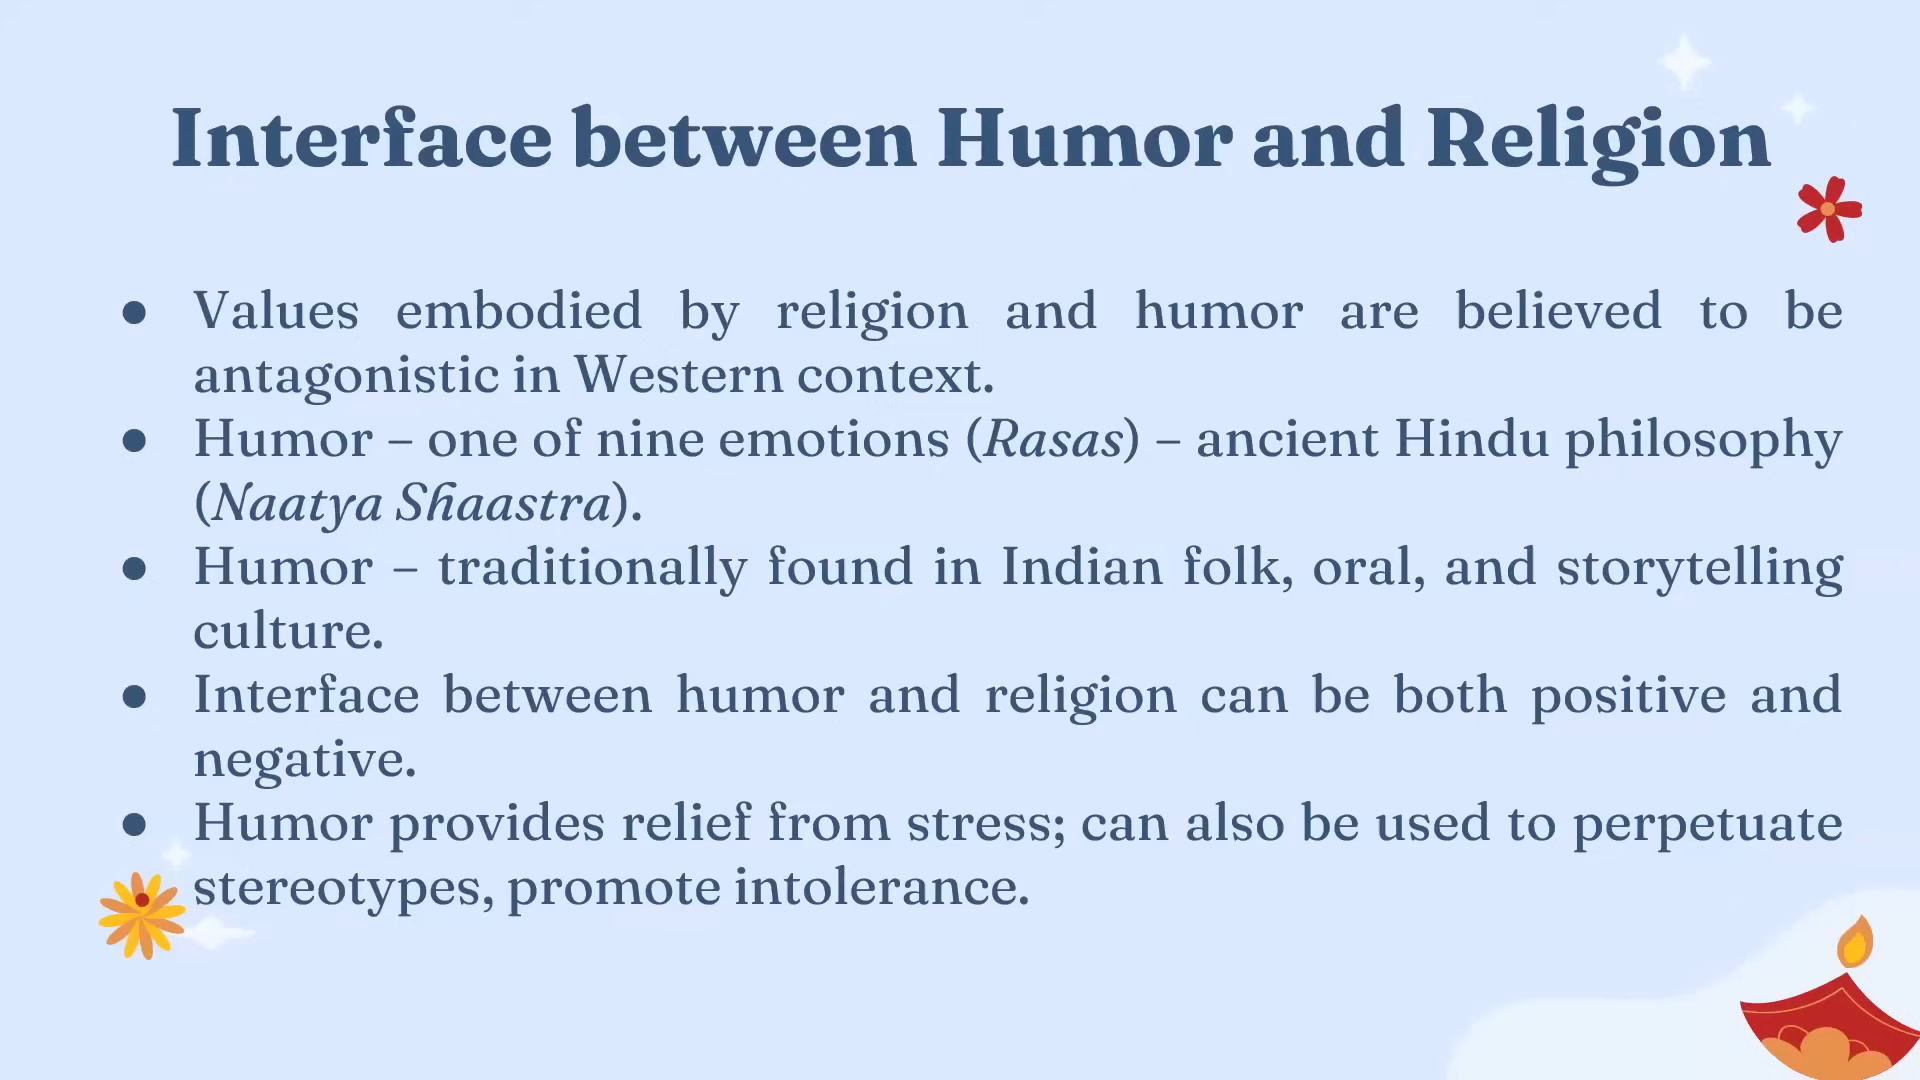 Interface between Humor and Religion
● Values embodied by religion and humor are believed to be
antagonistic in Western context.
● Humor – one of nine emotions (Rasas) – ancient Hindu philosophy
(Naatya Shaastra).
● Humor – traditionally found in Indian folk, oral, and storytelling
culture.
● Interface between humor and religion can be both positive and
negative.
● Humor provides relief from stress; can also be used to perpetuate
stereotypes, promote intolerance.